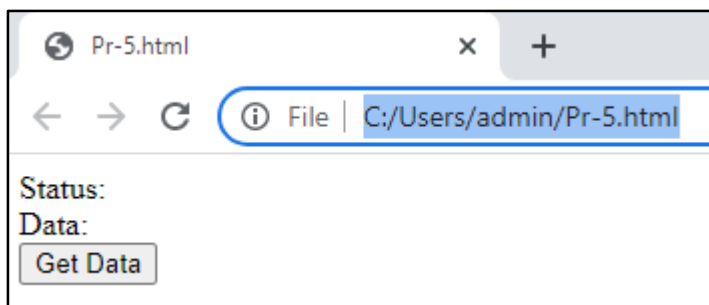 Pr-5.html
File C:/Users/admin/Pr-5.html
Status:
Data:
Get Data